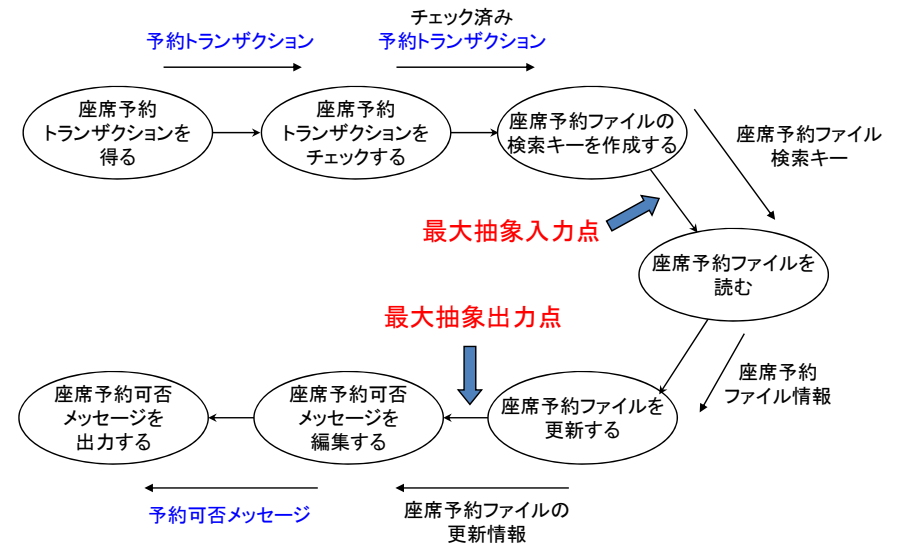 チェック済み
予約トランザクション
予約トランザクション
座席予約
トランザクションを
得る
座席予約
トランザクションを
チェックする
座席予約ファイルの
検索キーを作成する
座席予約ファイル
検索キー
最大抽象入力点
座席予約ファイルを
読む
最大抽象出力点
座席予約
ファイル情報
座席予約可否
メッセージを
出力する
座席予約可否
メッセージを
編集する
座席予約ファイルを
更新する
予約可否メッセージ
座席予約ファイルの
更新情報